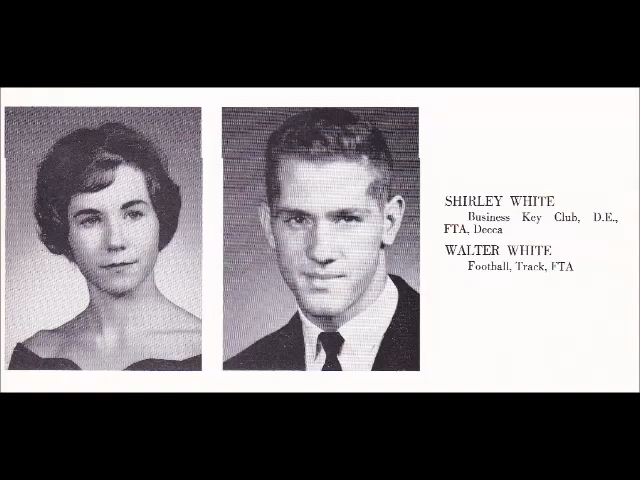 SHIRLEY WHITE
Business Key Club, D.E.,
FTA, Decca
WALTER WHITE
Football, Track, FTA